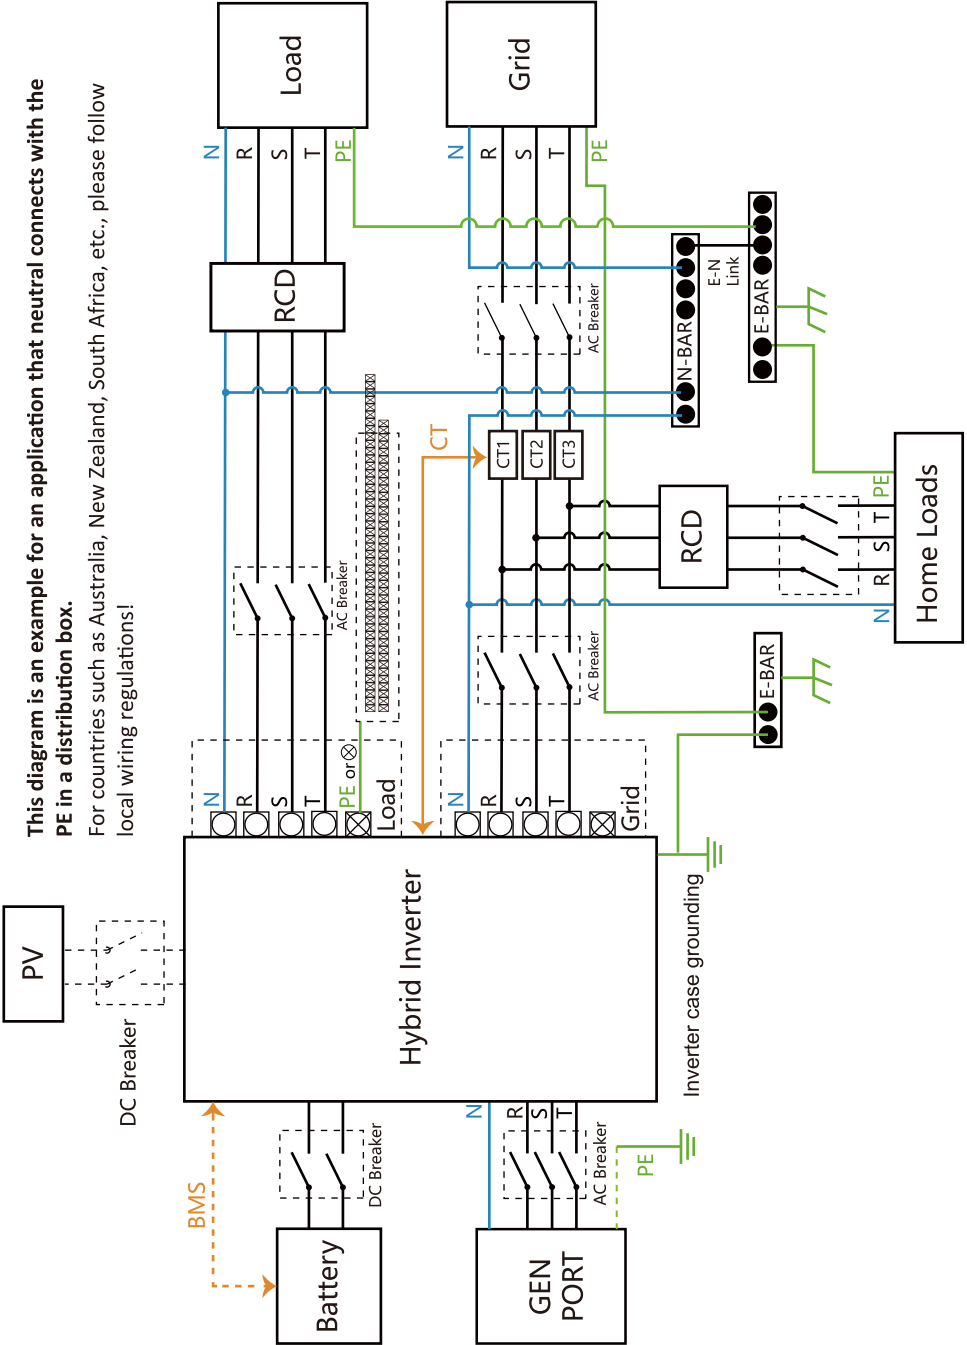 This diagram is an example for an application that neutral connects with the
PE in a distribution box.
For countries such as Australia, New Zealand, South Africa, etc., please follow
local wiring regulations!
PV
DC Breaker
BMS
Battery
DC Breaker
Hybrid Inverter
GEN
PORT
N
R
S
T
AC Breaker
PE
Inverter case grounding
N
R
S
T
PE or
Load
N
R
S
T
Grid
AC Breaker
AC Breaker
CT
CT1
CT2
CT3
RCD
N
R
S
T
PE
Load
AC Breaker
N
R
S
T
PE
Grid
N-BAR
E-N
Link
E-BAR
RCD
N
R
S
T
PE
Home Loads
E-BAR